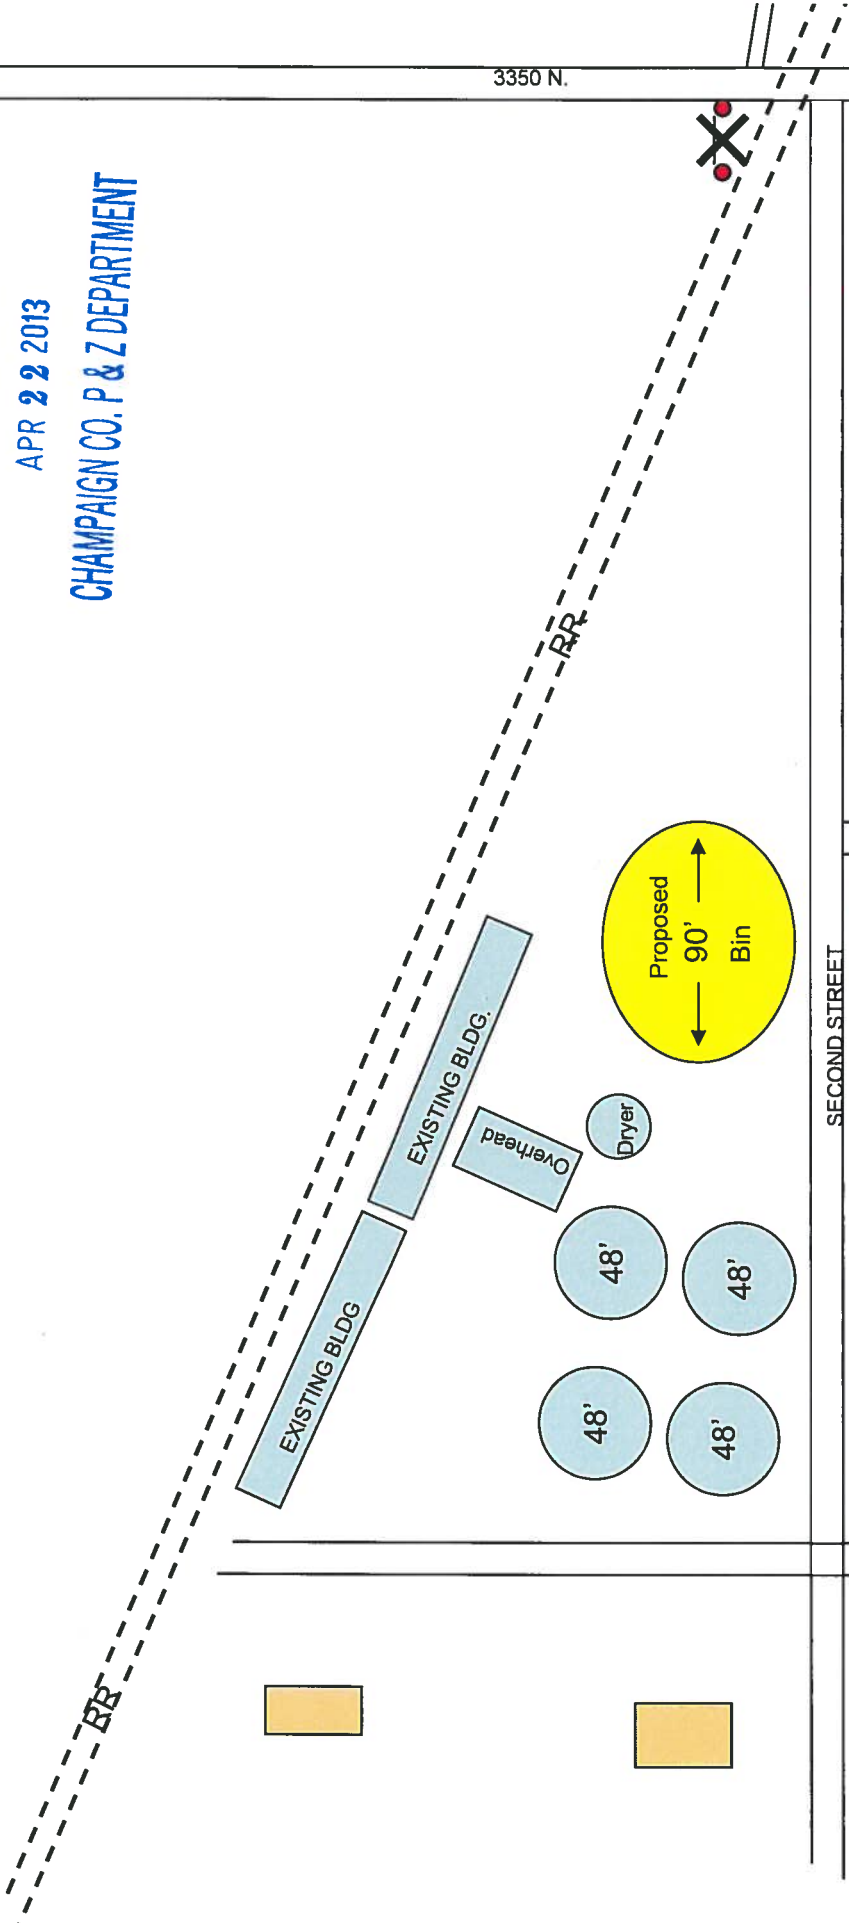 3350 N.
APR 22 2013
CHAMPAIGN CO. P & Z DEPARTMENT
RR
Proposed
90'
Bin
SECOND STREET
EXISTING BLDG.
Overhead
Dryer
48'
48'
EXISTING BLDG
48'
48'
RR